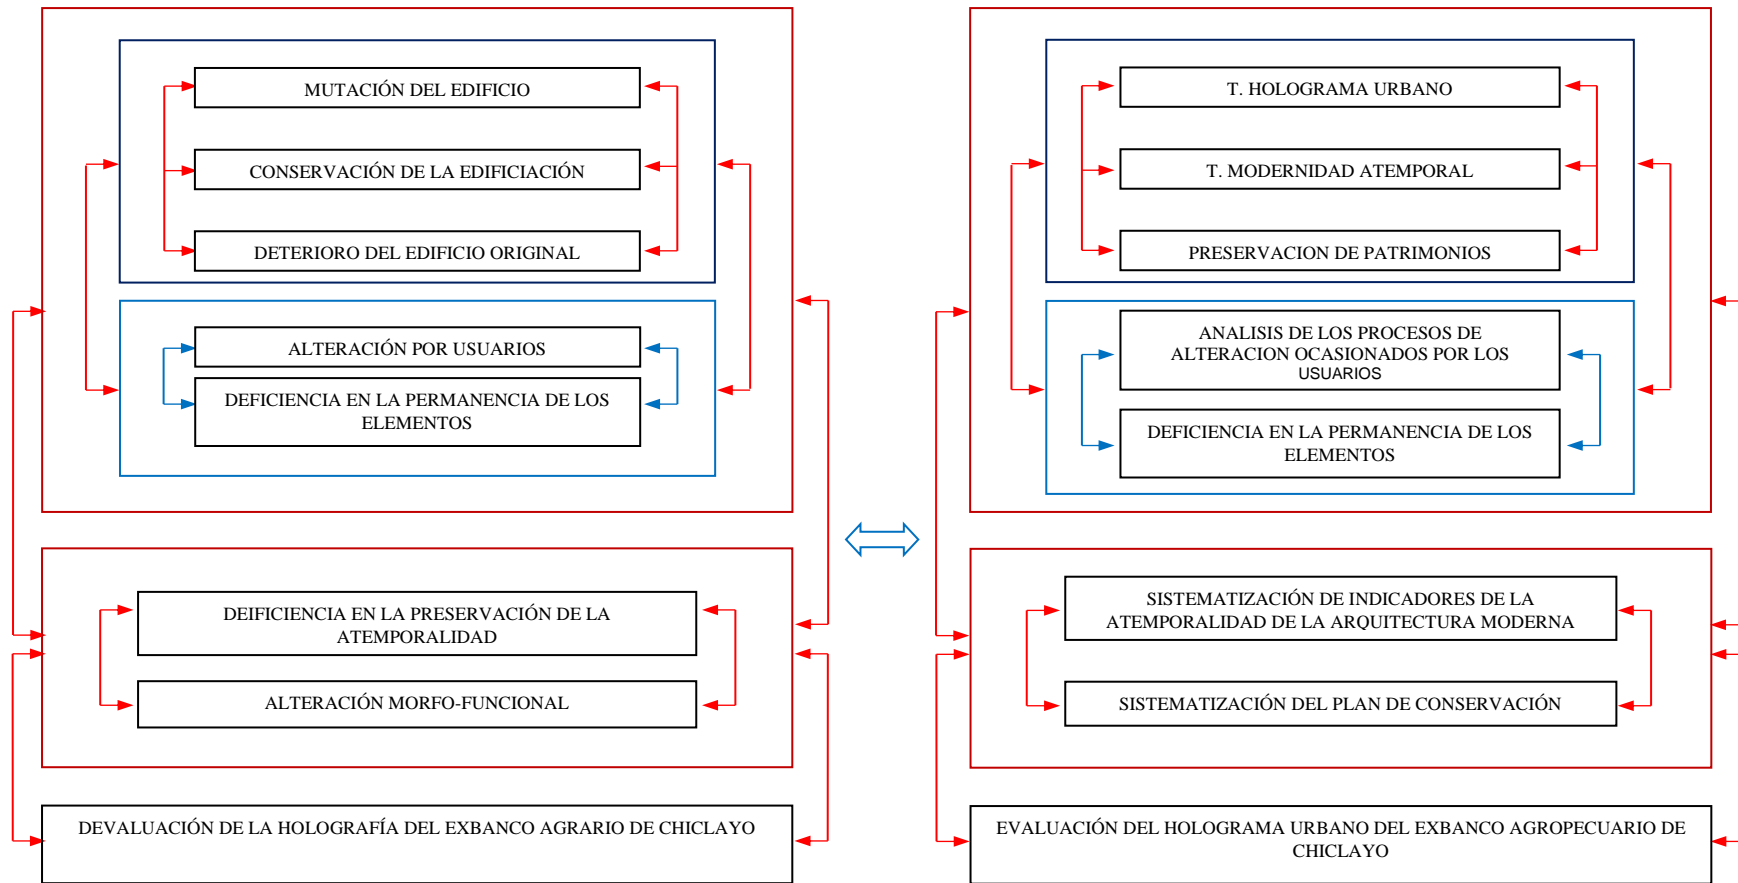 MUTACIÓN DEL EDIFICIO
CONSERVACIÓN DE LA EDIFICIACIÓN
DETERIORO DEL EDIFICIO ORIGINAL
ALTERACIÓN POR USUARIOS
DEFICIENCIA EN LA PERMANENCIA DE LOS
ELEMENTOS
DEIFICIENCIA EN LA PRESERVACIÓN DE LA
ATEMPORALIDAD
ALTERACIÓN MORFO-FUNCIONAL
DEVALUACIÓN DE LA HOLOGRAFÍA DEL EXBANCO AGRARIO DE CHICLAYO
T. HOLOGRAMA URBANO
T. MODERNIDAD ATEMPORAL
PRESERVACION DE PATRIMONIOS
ANALISIS DE LOS PROCESOS DE
ALTERACION OCASIONADOS POR LOS
USUARIOS
DEFICIENCIA EN LA PERMANENCIA DE LOS
ELEMENTOS
SISTEMATIZACIÓN DE INDICADORES DE LA
ATEMPORALIDAD DE LA ARQUITECTURA MODERNA
SISTEMATIZACIÓN DEL PLAN DE CONSERVACIÓN
EVALUACIÓN DEL HOLOGRAMA URBANO DEL EXBANCO AGROPECUARIO DE
CHICLAYO